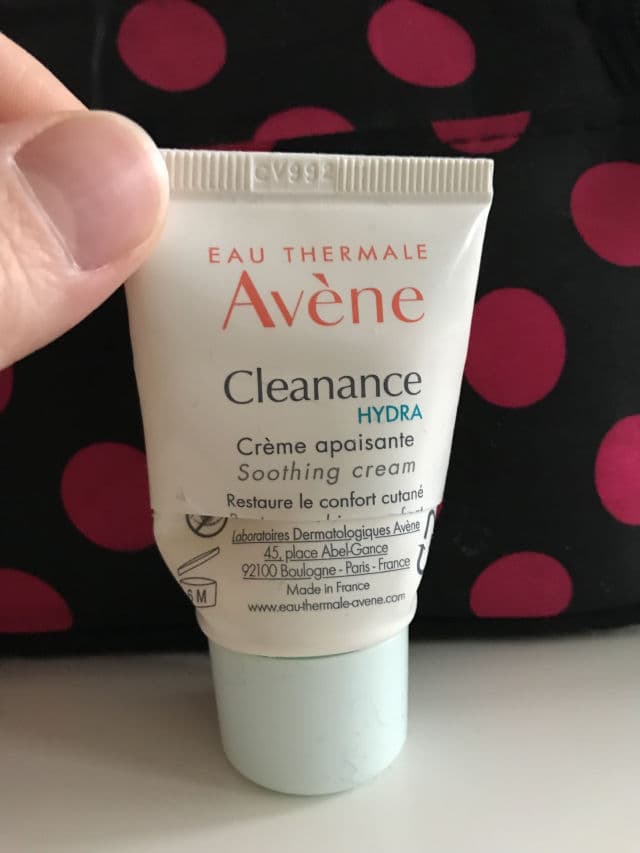 CV992
EAU THERMALE
Avène
Cleanance
HYDRA
Crème apaisante
Soothing cream
Restaure le confort cutané
Laboratoires Dermatologiques Avène
45, place Abel-Gance
92100 Boulogne - Paris - France
6 M
Made in France
www.eau-thermale-avene.com